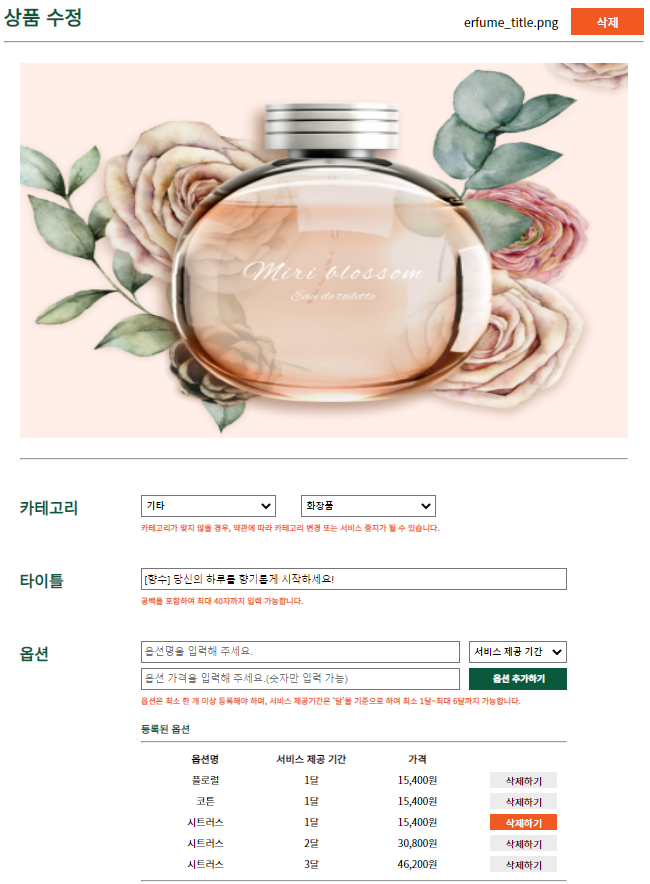 상품 수정
erfume_title.png 삭제
Miri blossom
Eau de toilette
카테고리 기타 화장품
카테고리가 맞지 않을 경우, 약관에 따라 카테고리 변경 또는 서비스 중지가 될 수 있습니다.
타이틀 [향수] 당신의 하루를 향기롭게 시작하세요!
공백을 포함하여 최대 40자까지 입력 가능합니다.
옵션 옵션명을 입력해 주세요. 서비스 제공 기간
옵션 가격을 입력해 주세요.(숫자만 입력 가능) 옵션 추가하기
옵션은 최소 한 개 이상 등록해야 하며, 서비스 제공기간은 '달'을 기준으로 하여 최소 1달~최대 6달까지 가능합니다.
등록된 옵션
옵션명 서비스 제공 기간 가격
플로럴 1달 15,400원 삭제하기
코튼 1달 15,400원 삭제하기
시트러스 1달 15,400원 삭제하기
시트러스 2달 30,800원 삭제하기
시트러스 3달 46,200원 삭제하기